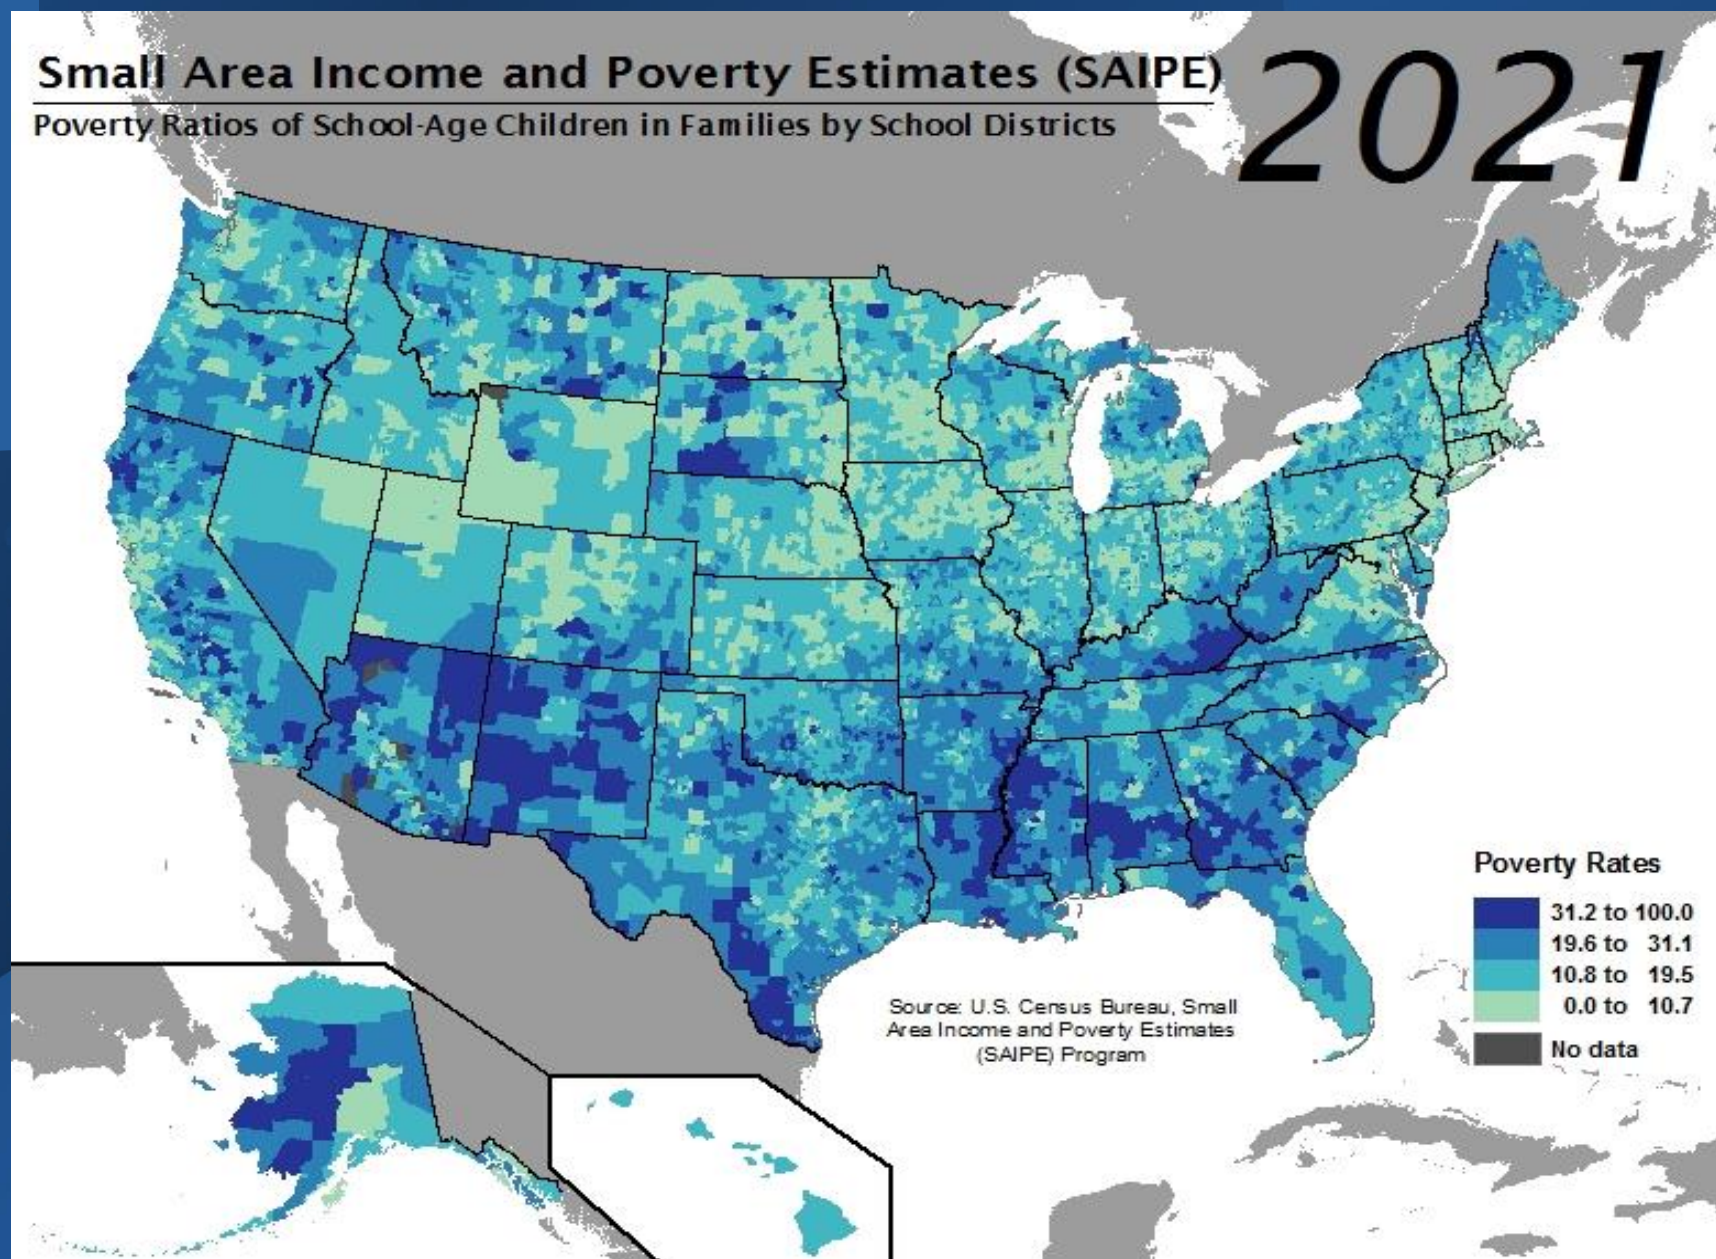 Small Area Income and Poverty Estimates (SAIPE)
2021
Poverty Ratios of School-Age Children in Families by School Districts
Poverty Rates
31.2 to 100.0
19.6 to 31.1
10.8 to 19.5
0.0 to 10.7
No data
Source: U.S. Census Bureau, Small
Area Income and Poverty Estimates
(SAIPE) Program